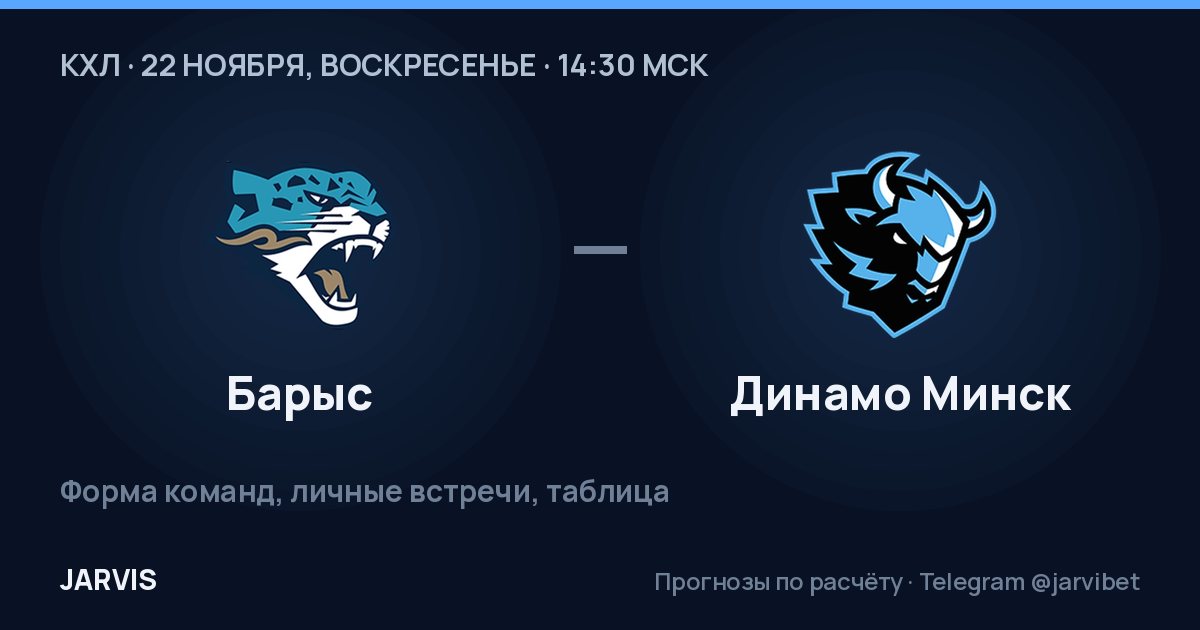 КХЛ · 22 НОЯБРЯ, ВОСКРЕСЕНЬЕ · 14:30 МСК
Барыс — Динамо Минск
Форма команд, личные встречи, таблица
JARVIS
Прогнозы по расчёту · Telegram @jarvibet